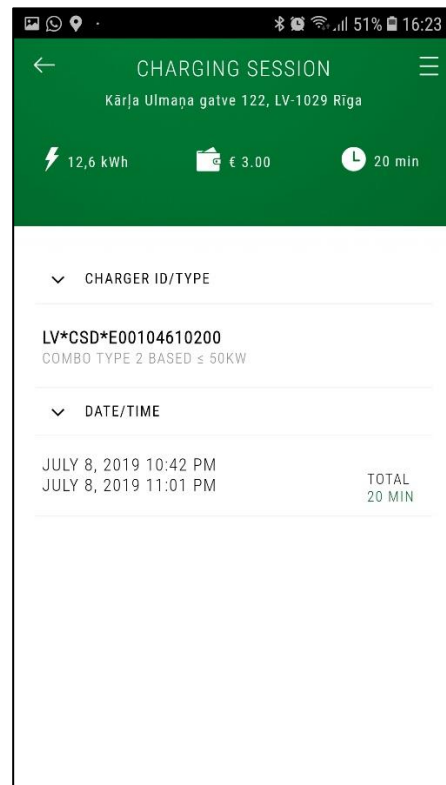 51% 16:23
CHARGING SESSION
Kārļa Ulmaņa gatve 122, LV-1029 Rīga
12,6 kWh € 3.00 20 min
CHARGER ID/TYPE
LV*CSD*E00104610200
COMBO TYPE 2 BASED ≤ 50KW
DATE/TIME
JULY 8, 2019 10:42 PM
JULY 8, 2019 11:01 PM
TOTAL
20 MIN